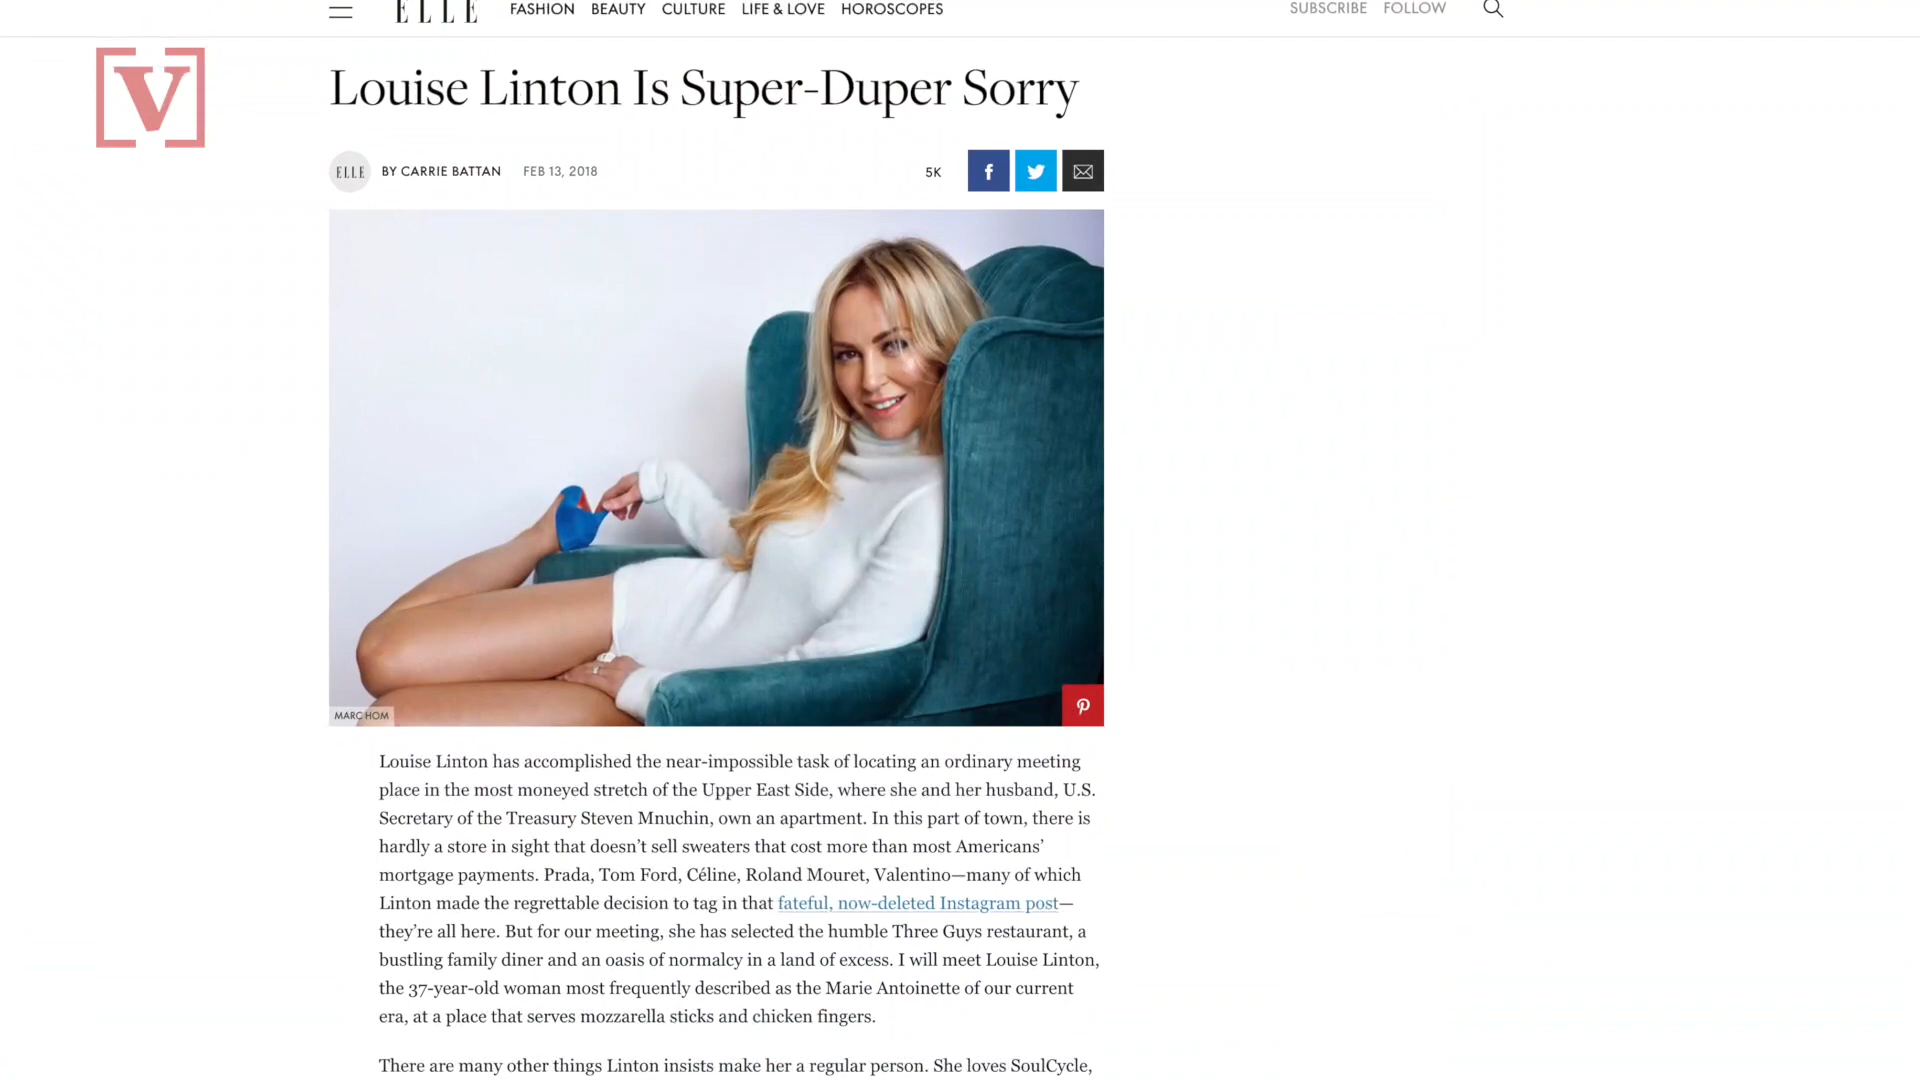 ELLE FASHION BEAUTY CULTURE LIFE & LOVE HOROSCOPES SUBSCRIBE FOLLOW
V
Louise Linton Is Super-Duper Sorry
ELLE BY CARRIE BATTAN FEB 13, 2018 5K
MARC HOM
Louise Linton has accomplished the near-impossible task of locating an ordinary meeting
place in the most moneyed stretch of the Upper East Side, where she and her husband, U.S.
Secretary of the Treasury Steven Mnuchin, own an apartment. In this part of town, there is
hardly a store in sight that doesn’t sell sweaters that cost more than most Americans’
mortgage payments. Prada, Tom Ford, Céline, Roland Mouret, Valentino—many of which
Linton made the regrettable decision to tag in that fateful, now-deleted Instagram post—
they’re all here. But for our meeting, she has selected the humble Three Guys restaurant, a
bustling family diner and an oasis of normalcy in a land of excess. I will meet Louise Linton,
the 37-year-old woman most frequently described as the Marie Antoinette of our current
era, at a place that serves mozzarella sticks and chicken fingers.
There are many other things Linton insists make her a regular person. She loves SoulCycle,